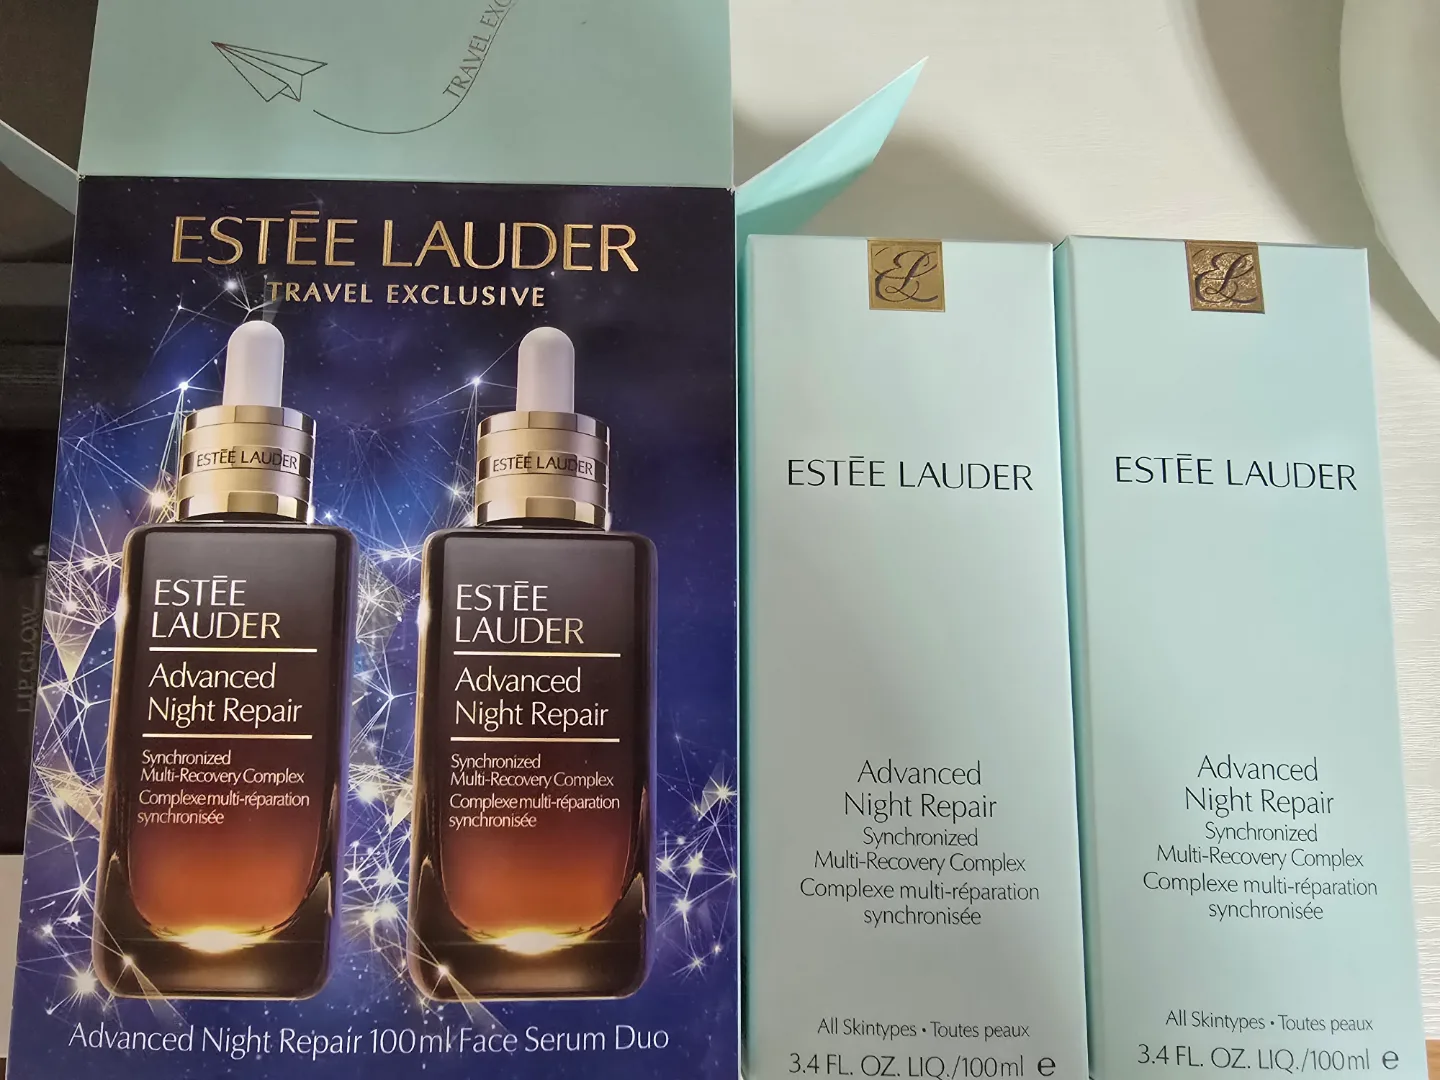 TRAVEL EXC
ESTĒE LAUDER
TRAVEL EXCLUSIVE
ESTĒE LAUDER
ESTĒE
LAUDER
Advanced
Night Repair
Synchronized
Multi-Recovery Complex
Complexe multi-réparation
synchronisée
ESTĒE LAUDER
ESTĒE
LAUDER
Advanced
Night Repair
Synchronized
Multi-Recovery Complex
Complexe multi-réparation
synchronisée
Advanced Night Repair 100ml Face Serum Duo
LIP GLOW
EL
ESTĒE LAUDER
Advanced
Night Repair
Synchronized
Multi-Recovery Complex
Complexe multi-réparation
synchronisée
All Skintypes • Toutes peaux
3.4 FL. OZ. LIQ./100ml e
EL
ESTĒE LAUDER
Advanced
Night Repair
Synchronized
Multi-Recovery Complex
Complexe multi-réparation
synchronisée
All Skintypes • Toutes peaux
3.4 FL. OZ. LIQ./100ml e